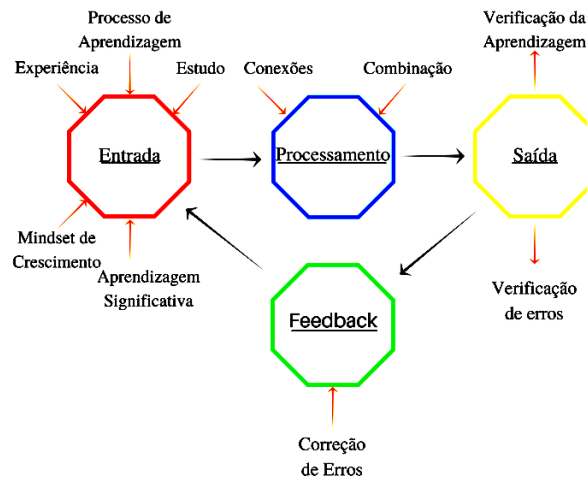 Processo de
Aprendizagem
Experiência
Estudo
Entrada
Mindset de
Crescimento
Aprendizagem
Significativa
Conexões
Combinação
Processamento
Verificação da
Aprendizagem
Saída
Verificação
de erros
Feedback
Correção
de Erros